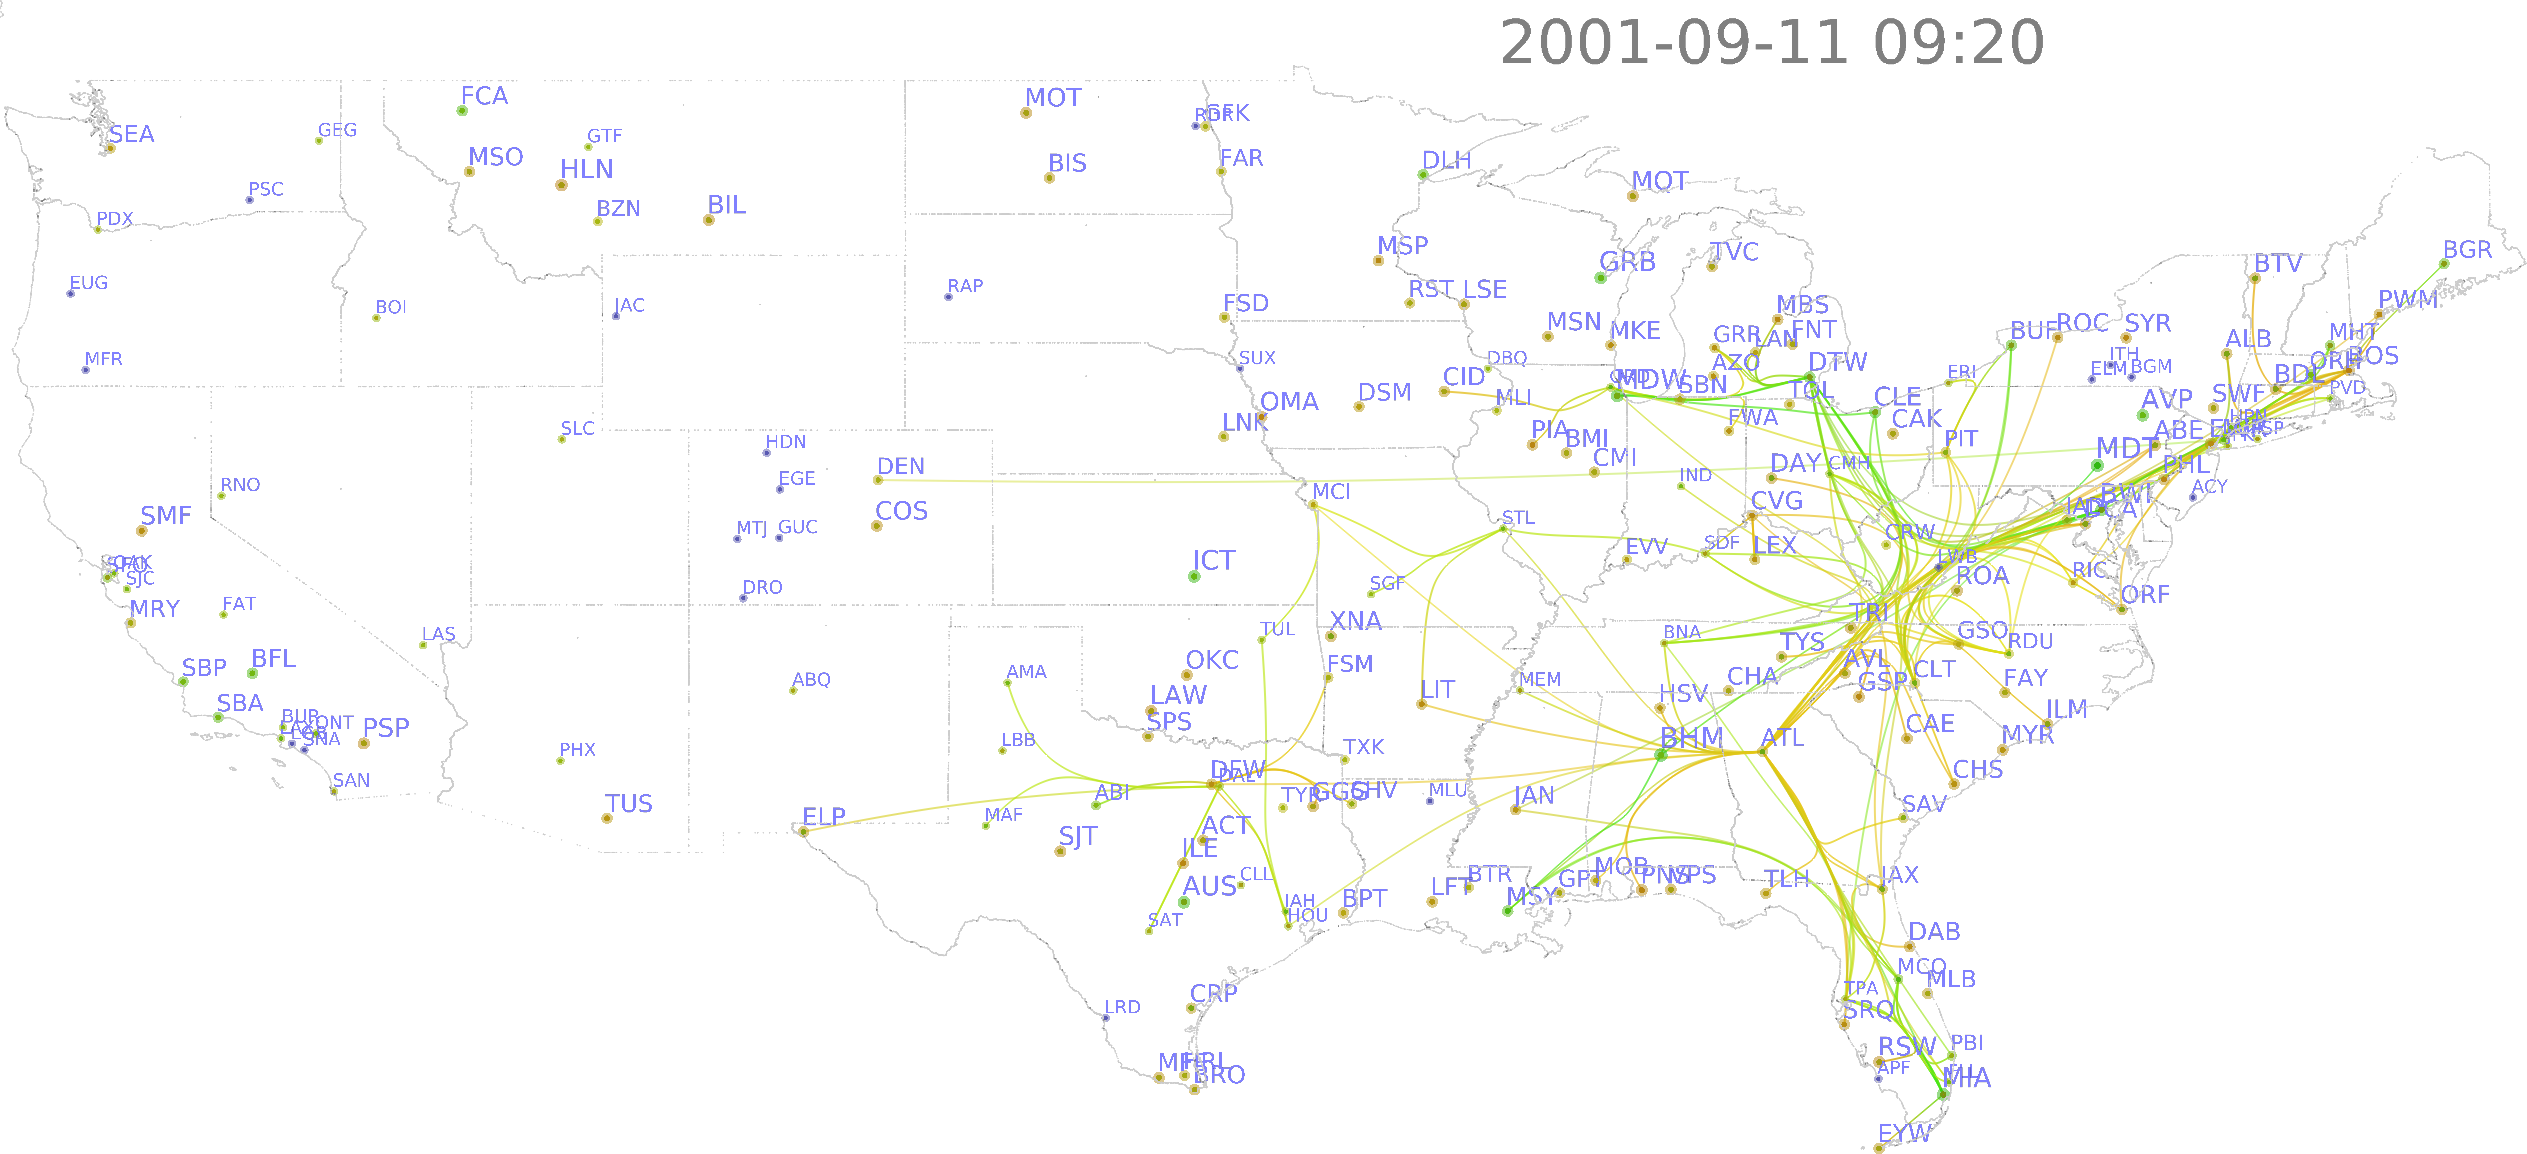 2001-09-11 09:20
FCA
MOT
SEA
GEG
GTF
GFK
MSO
HLN
BIS
FAR
DLH
MOT
PSC
BZN
BIL
PDX
MSP
GRB
TVC
BTV
BGR
EUG
BOI
JAC
RAP
FSD
RST
LSE
MSN
MKE
MBS
FNT
GRR
LAN
BUF
ROC
SYR
PWM
MHT
ALB
MFR
SUX
DBQ
CID
MDW
SBN
AZO
DTW
TOL
ERI
ITH
ELM
BGM
BDL
BOS
PVD
OMA
DSM
MLI
CLE
CAK
AVP
SWF
HPN
SLC
LNK
PIA
BMI
FWA
PIT
ABE
MDT
HDN
DEN
CMI
IND
DAY
CMH
PHL
RNO
EGE
MCI
CVG
BWI
ACY
SMF
COS
STL
IAD
DCA
MTJ
GUC
EVV
SDF
LEX
CRW
LWB
OAK
SJC
ICT
SGF
ROA
RIC
ORF
MRY
FAT
DRO
XNA
TUL
BNA
TRI
GSO
RDU
LAS
TYS
SBP
BFL
ABQ
AMA
OKC
FSM
MEM
CHA
AVL
GSP
CLT
FAY
SBA
LAW
LIT
HSV
ILM
BUR
ONT
PSP
SPS
CAE
MYR
SNA
PHX
LBB
TXK
BHM
ATL
SAN
DFW
DAL
CHS
TUS
ELP
MAF
ABI
TYR
GGG
SHV
MLU
JAN
SAV
SJT
ACT
ILE
AUS
CLL
LFT
BTR
MOB
PNS
VPS
TLH
JAX
SAT
IAH
HOU
BPT
MSY
GPT
DAB
MCO
MLB
TPA
SRQ
CRP
LRD
RSW
PBI
APF
MIA
MFE
HRL
BRO
EYW